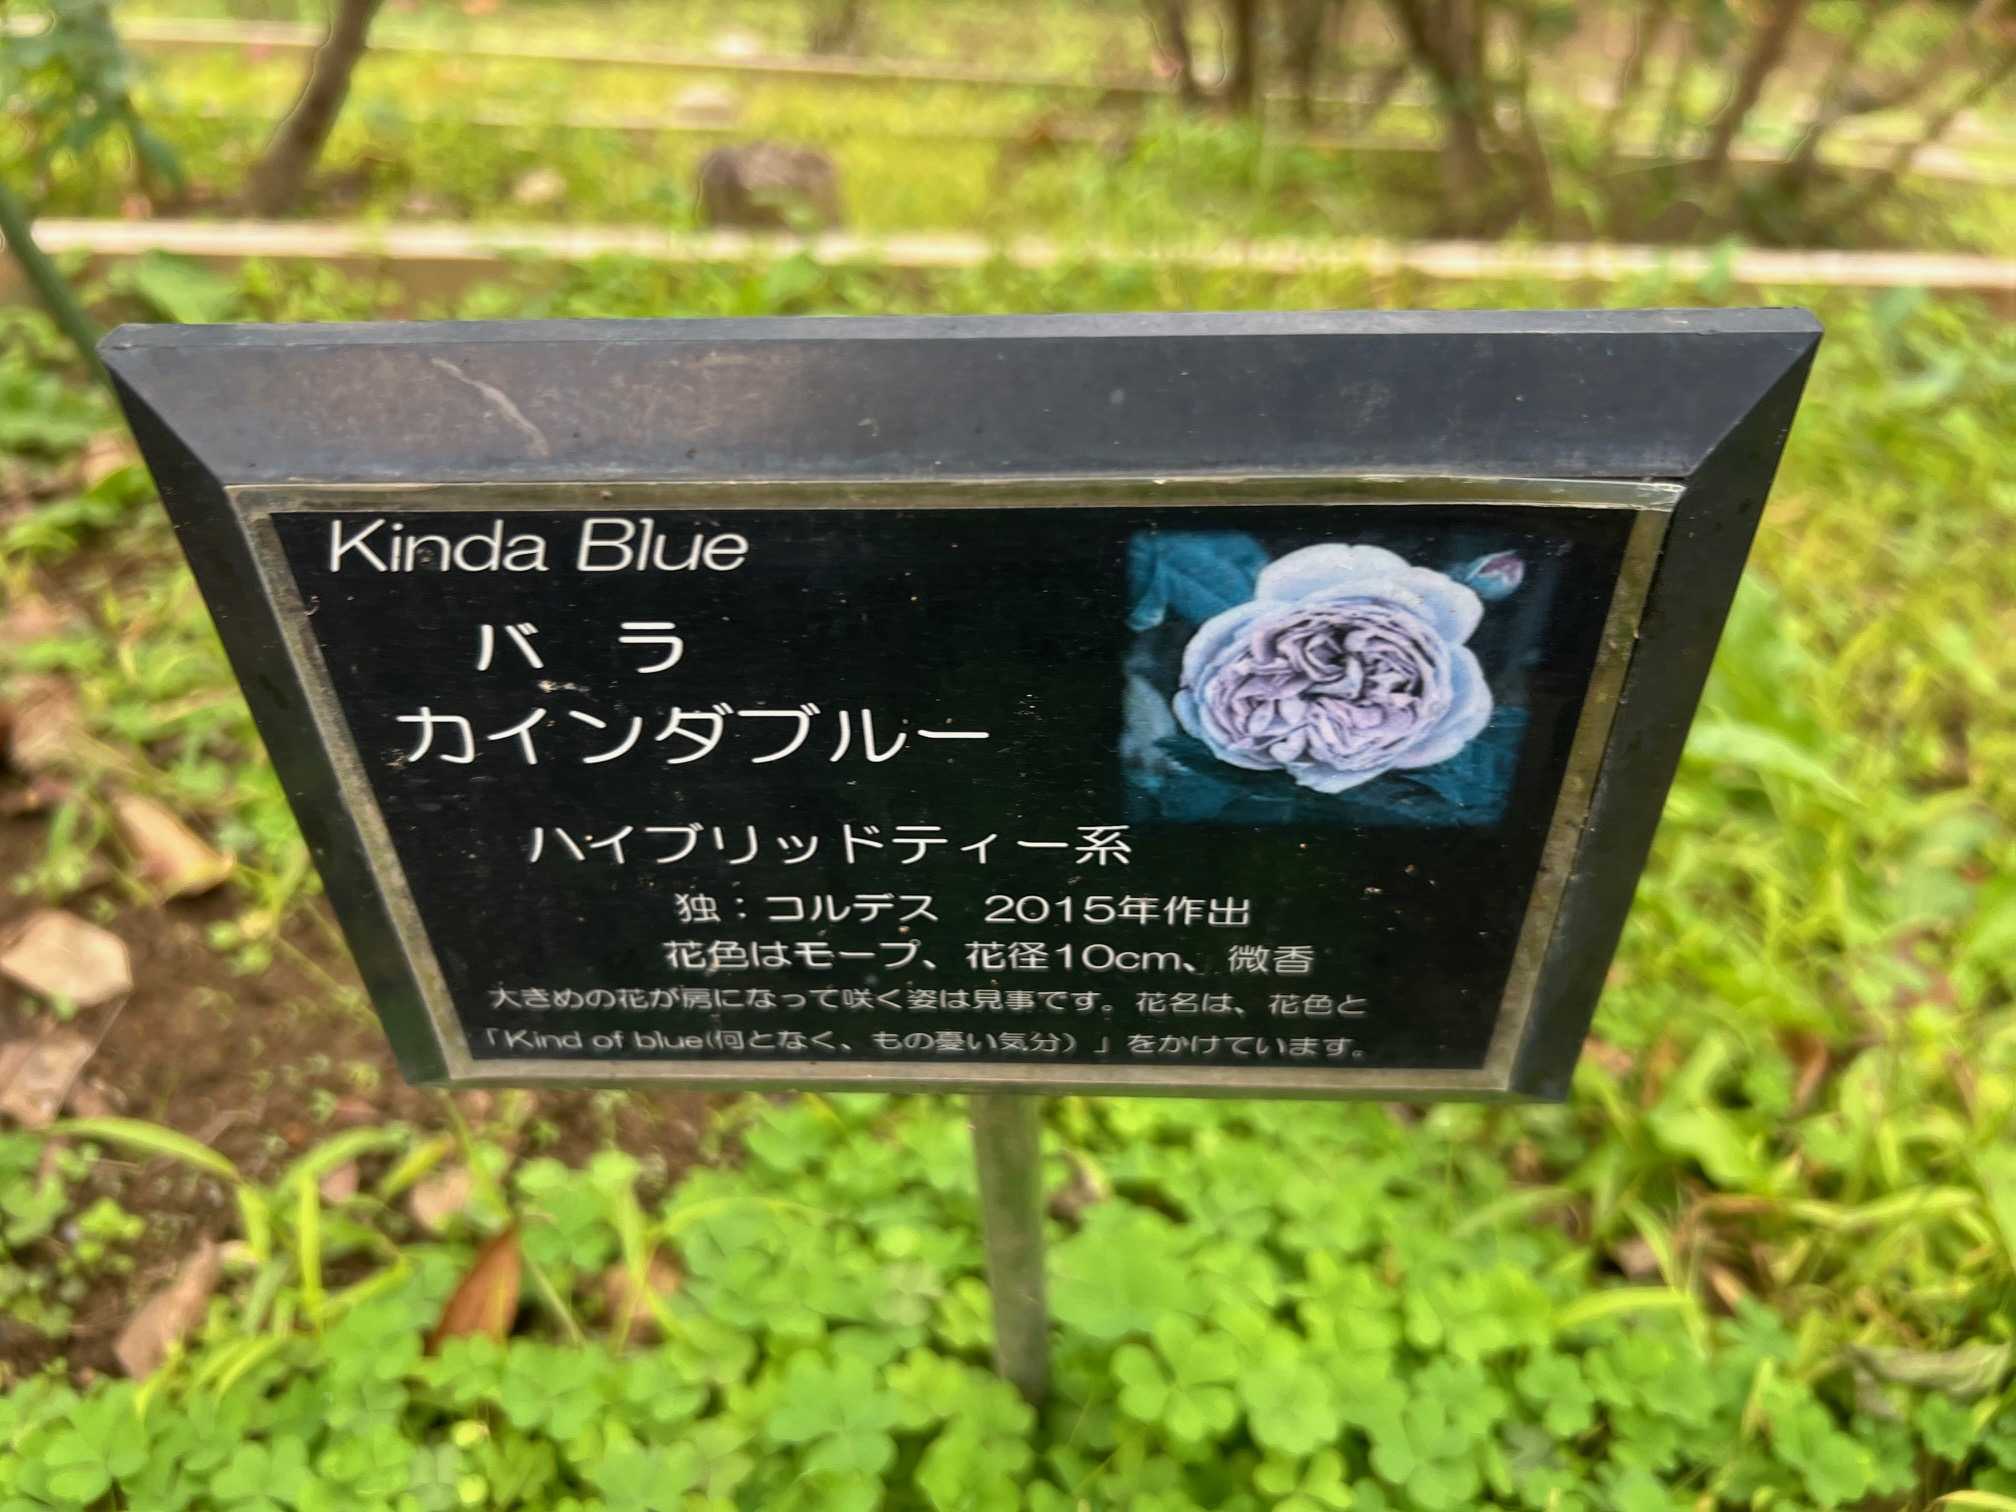 Kinda Blue
バ　ラ
カインダブルー
ハイブリッドティー系
独：コルデス　2015年作出
花色はモーブ、花径10cm、微香
大きめの花が房になって咲く姿は見事です。花名は、花色と
「Kind of blue(何となく、もの憂い気分）」をかけています。